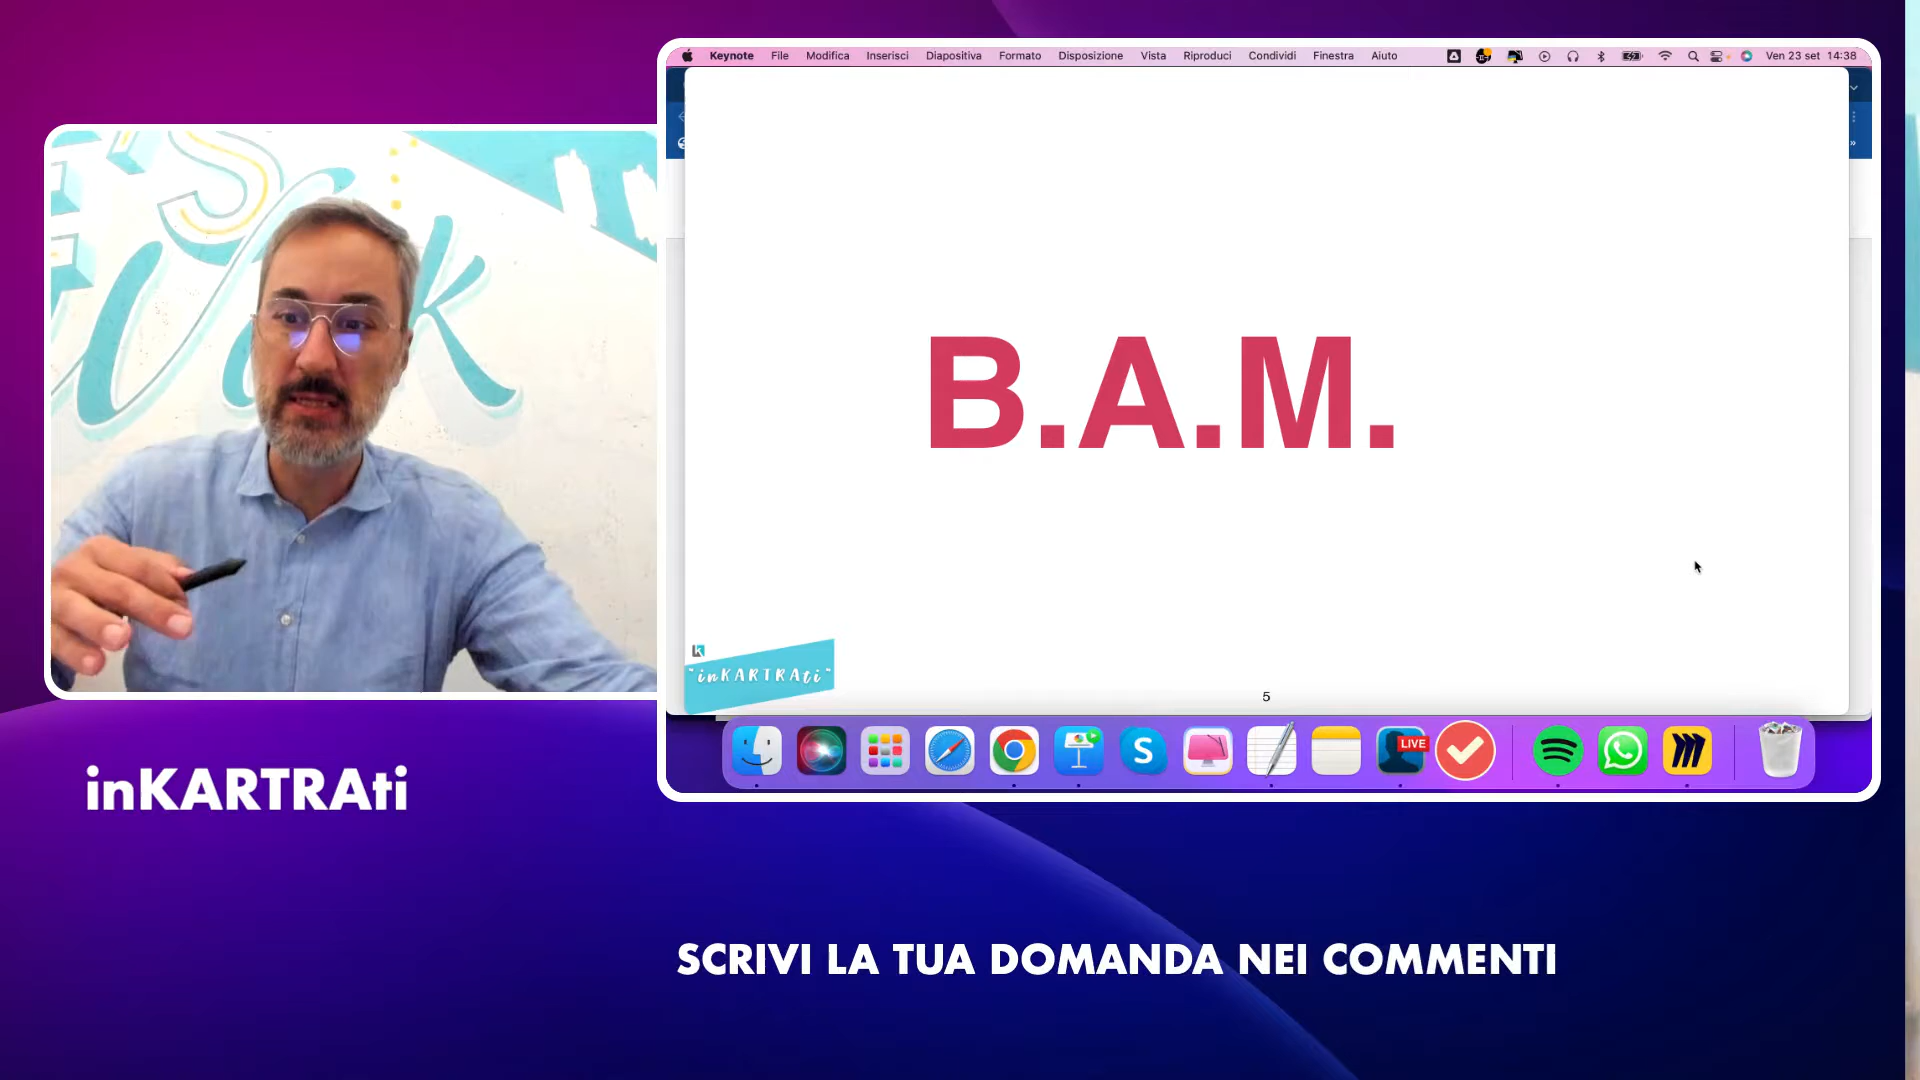 Keynote File Modifica Inserisci Diapositiva Formato Disposizione Vista Riproduci Condividi Finestra Aiuto Ven 23 set 14:38
B.A.M.
k
"inKARTRAti"
5
S
LIVE
inKARTRAti
SCRIVI LA TUA DOMANDA NEI COMMENTI